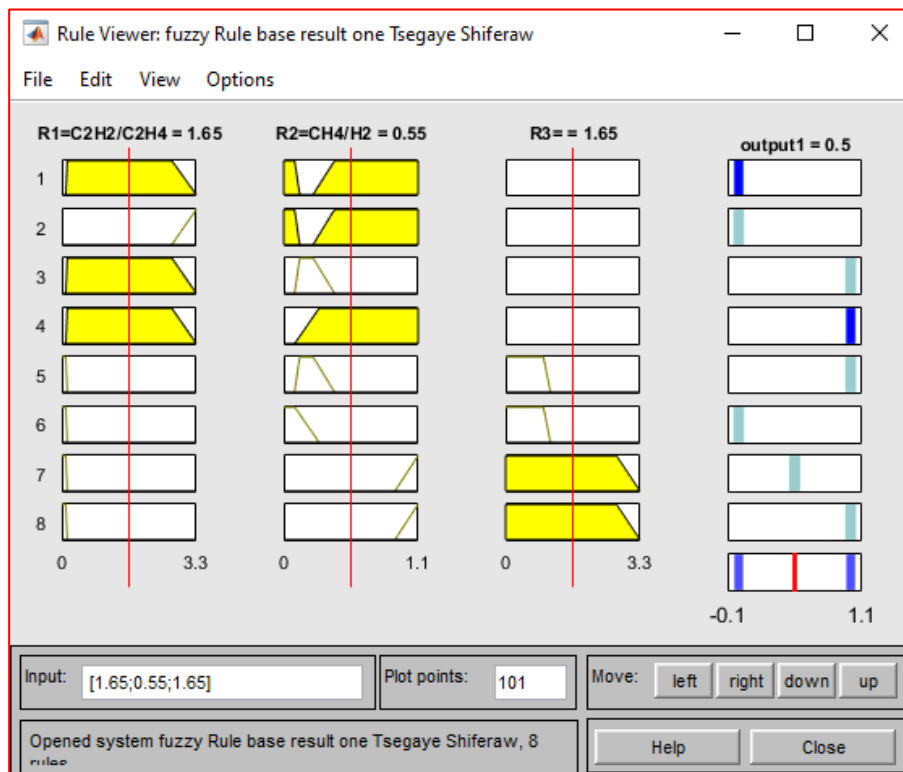 Rule Viewer: fuzzy Rule base result one Tsegaye Shiferaw
File Edit View Options
R1=C2H2/C2H4 = 1.65 R2=CH4/H2 = 0.55 R3= = 1.65 output1 = 0.5
1
2
3
4
5
6
7
8
0 3.3 0 1.1 0 3.3
-0.1 1.1
Input: [1.65;0.55;1.65] Plot points: 101 Move: left right down up
Opened system fuzzy Rule base result one Tsegaye Shiferaw, 8
rules
Help Close